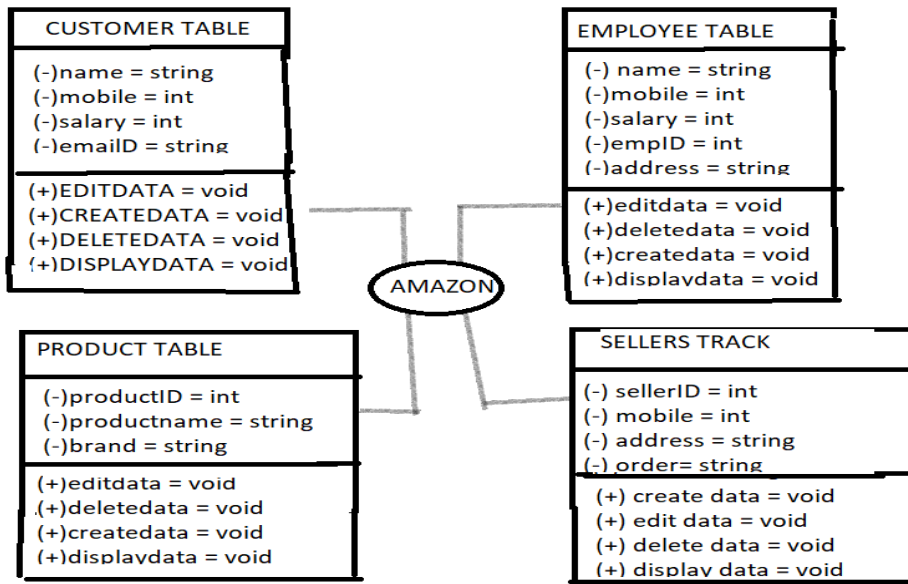 CUSTOMER TABLE
(-)name = string
(-)mobile = int
(-)salary = int
(-)emailD = string
(+)EDITDATA = void
(+)CREATEDATA = void
(+)DELETEDATA = void
(+)DISPLAYDATA = void
EMPLOYEE TABLE
(-) name = string
(-)mobile = int
(-)salary = int
(-)empID = int
(-)address = string
(+)editdata = void
(+)deletedata = void
(+)createdata = void
(+)displaydata = void
AMAZON
PRODUCT TABLE
(-)productID = int
(-)productname = string
(-)brand = string
(+)editdata = void
(+)deletedata = void
(+)createdata = void
(+)displaydata = void
SELLERS TRACK
(-) sellerID = int
(-) mobile = int
(-) address = string
(-) order= string
(+) create data = void
(+) edit data = void
(+) delete data = void
(+) display data = void